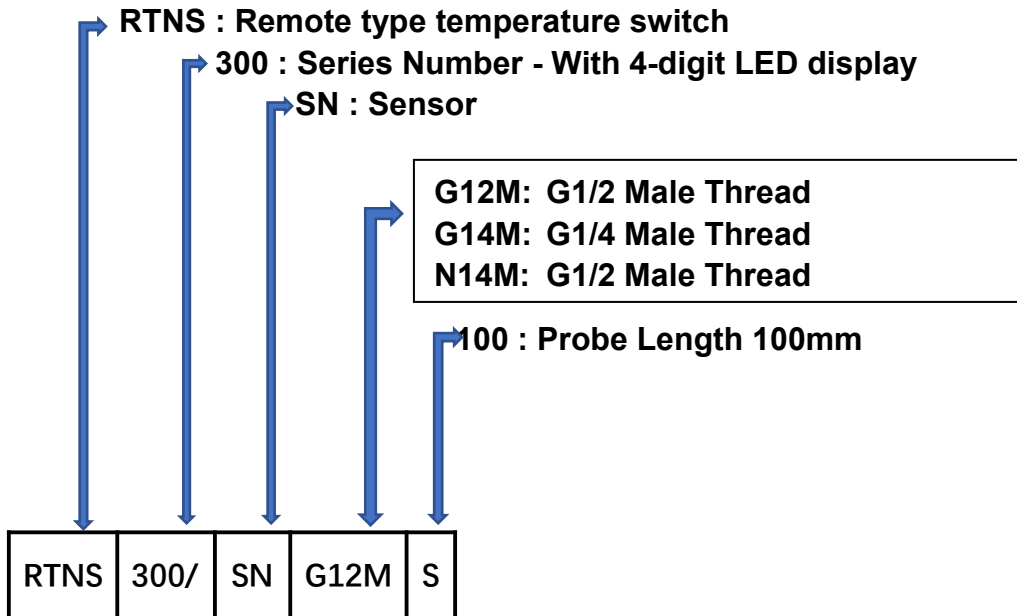 RTNS : Remote type temperature switch
300 : Series Number - With 4-digit LED display
SN : Sensor
G12M: G1/2 Male Thread
G14M: G1/4 Male Thread
N14M: G1/2 Male Thread
100 : Probe Length 100mm
RTNS 300/ SN G12M S